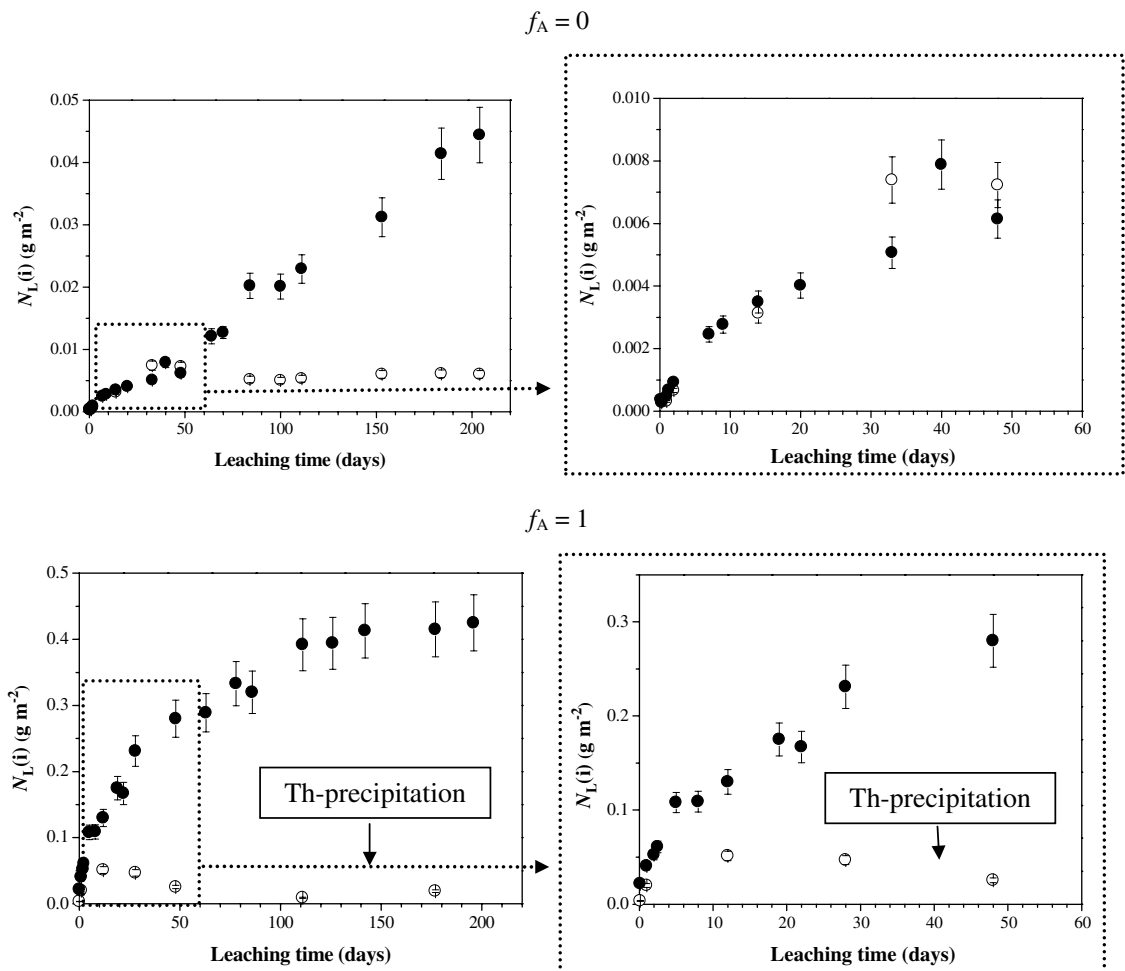 f_A = 0
N_L(i) (g m⁻²)
0.05
0.04
0.03
0.02
0.01
0.00
0 50 100 150 200
Leaching time (days)
N_L(i) (g m⁻²)
0.010
0.008
0.006
0.004
0.002
0.000
0 10 20 30 40 50 60
Leaching time (days)
f_A = 1
N_L(i) (g m⁻²)
0.5
0.4
0.3
0.2
0.1
0.0
Th-precipitation
0 50 100 150 200
Leaching time (days)
N_L(i) (g m⁻²)
0.3
0.2
0.1
0.0
Th-precipitation
0 10 20 30 40 50 60
Leaching time (days)